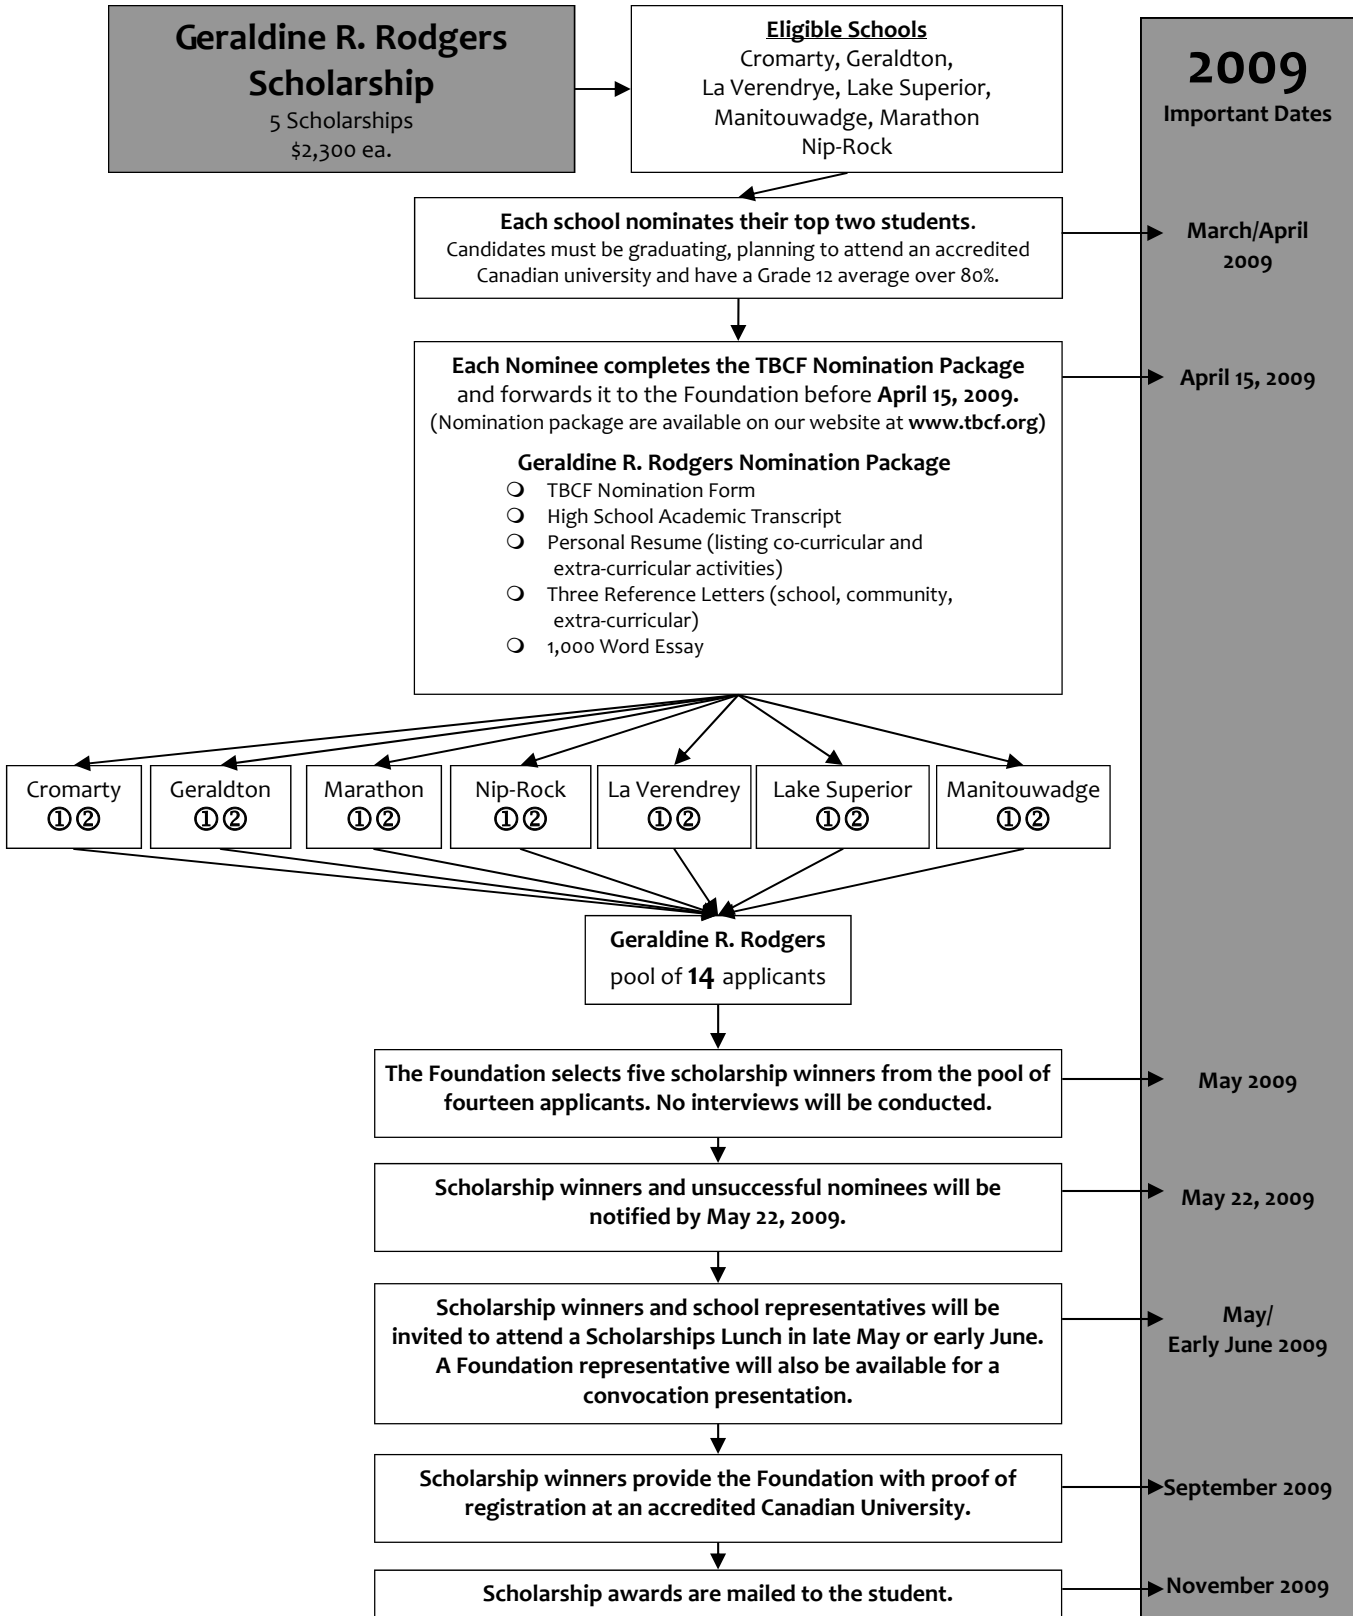 Geraldine R. Rodgers
Scholarship
5 Scholarships
$2,300 ea.
Eligible Schools
Cromarty, Geraldton,
La Verendrye, Lake Superior,
Manitouwadge, Marathon
Nip-Rock
2009
Important Dates
Each school nominates their top two students.
Candidates must be graduating, planning to attend an accredited
Canadian university and have a Grade 12 average over 80%.
March/April
2009
Each Nominee completes the TBCF Nomination Package
and forwards it to the Foundation before April 15, 2009.
(Nomination package are available on our website at www.tbcf.org)
April 15, 2009
Geraldine R. Rodgers Nomination Package
❍ TBCF Nomination Form
❍ High School Academic Transcript
❍ Personal Resume (listing co-curricular and
extra-curricular activities)
❍ Three Reference Letters (school, community,
extra-curricular)
❍ 1,000 Word Essay
Cromarty
①②
Geraldton
①②
Marathon
①②
Nip-Rock
①②
La Verendrey
①②
Lake Superior
①②
Manitouwadge
①②
Geraldine R. Rodgers
pool of 14 applicants
The Foundation selects five scholarship winners from the pool of
fourteen applicants. No interviews will be conducted.
May 2009
Scholarship winners and unsuccessful nominees will be
notified by May 22, 2009.
May 22, 2009
Scholarship winners and school representatives will be
invited to attend a Scholarships Lunch in late May or early June.
A Foundation representative will also be available for a
convocation presentation.
May/
Early June 2009
Scholarship winners provide the Foundation with proof of
registration at an accredited Canadian University.
September 2009
Scholarship awards are mailed to the student.
November 2009